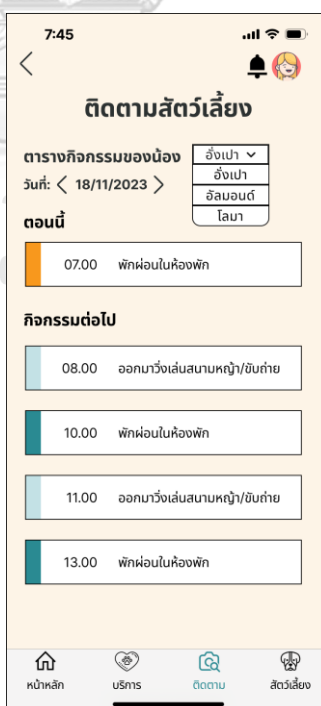 7:45
ติดตามสัตว์เลี้ยง
ตารางกิจกรรมของน้อง อั่งเปา
อั่งเปา
วันที่: < 18/11/2023 >
อัลมอนด์
โลมา
ตอนนี้
07.00 พักผ่อนในห้องพัก
กิจกรรมต่อไป
08.00 ออกมาวิ่งเล่นสนามหญ้า/ขับถ่าย
10.00 พักผ่อนในห้องพัก
11.00 ออกมาวิ่งเล่นสนามหญ้า/ขับถ่าย
13.00 พักผ่อนในห้องพัก
หน้าหลัก บริการ ติดตาม สัตว์เลี้ยง